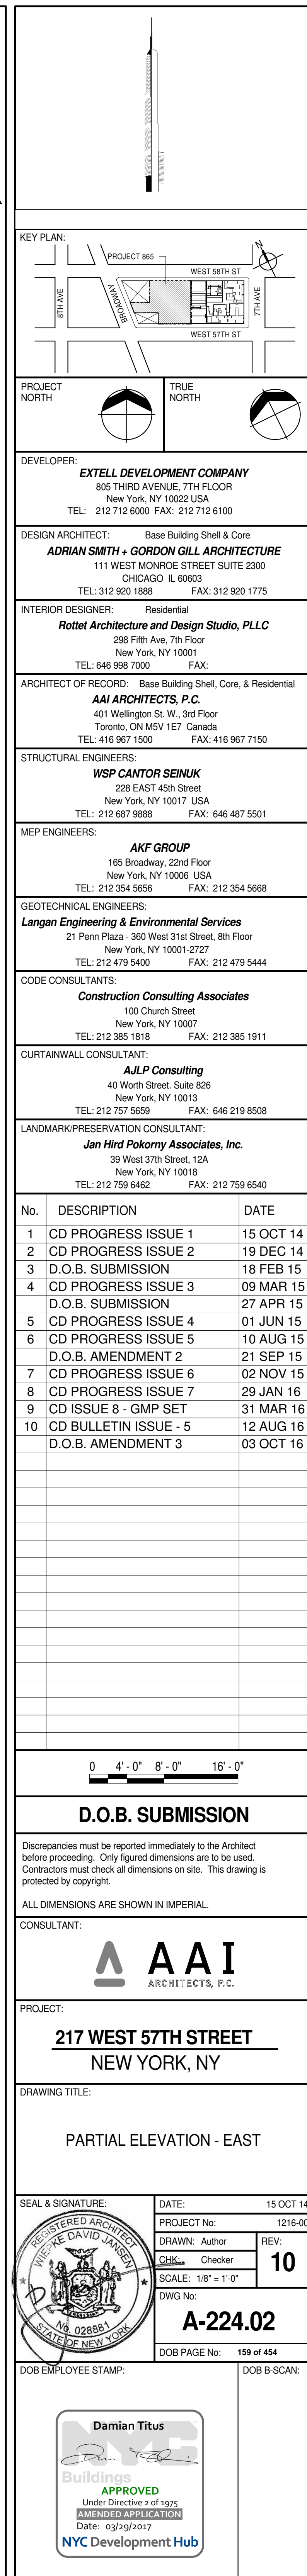 KEY PLAN:
PROJECT 865
WEST 58TH ST
8TH AVE
BROADWAY
7TH AVE
WEST 57TH ST
N
PROJECT
NORTH
TRUE
NORTH
DEVELOPER:
EXTELL DEVELOPMENT COMPANY
805 THIRD AVENUE, 7TH FLOOR
New York, NY 10022 USA
TEL: 212 712 6000 FAX: 212 712 6100
DESIGN ARCHITECT: Base Building Shell & Core
ADRIAN SMITH + GORDON GILL ARCHITECTURE
111 WEST MONROE STREET SUITE 2300
CHICAGO IL 60603
TEL: 312 920 1888 FAX: 312 920 1775
INTERIOR DESIGNER: Residential
Rottet Architecture and Design Studio, PLLC
298 Fifth Ave, 7th Floor
New York, NY 10001
TEL: 646 998 7000 FAX:
ARCHITECT OF RECORD: Base Building Shell, Core, & Residential
AAI ARCHITECTS, P.C.
401 Wellington St. W., 3rd Floor
Toronto, ON M5V 1E7 Canada
TEL: 416 967 1500 FAX: 416 967 7150
STRUCTURAL ENGINEERS:
WSP CANTOR SEINUK
228 EAST 45th Street
New York, NY 10017 USA
TEL: 212 687 9888 FAX: 646 487 5501
MEP ENGINEERS:
AKF GROUP
165 Broadway, 22nd Floor
New York, NY 10006 USA
TEL: 212 354 5656 FAX: 212 354 5668
GEOTECHNICAL ENGINEERS:
Langan Engineering & Environmental Services
21 Penn Plaza - 360 West 31st Street, 8th Floor
New York, NY 10001-2727
TEL: 212 479 5400 FAX: 212 479 5444
CODE CONSULTANTS:
Construction Consulting Associates
100 Church Street
New York, NY 10007
TEL: 212 385 1818 FAX: 212 385 1911
CURTAINWALL CONSULTANT:
AJLP Consulting
40 Worth Street. Suite 826
New York, NY 10013
TEL: 212 757 5659 FAX: 646 219 8508
LANDMARK/PRESERVATION CONSULTANT:
Jan Hird Pokorny Associates, Inc.
39 West 37th Street, 12A
New York, NY 10018
TEL: 212 759 6462 FAX: 212 759 6540
No. DESCRIPTION DATE
1 CD PROGRESS ISSUE 1 15 OCT 14
2 CD PROGRESS ISSUE 2 19 DEC 14
3 D.O.B. SUBMISSION 18 FEB 15
4 CD PROGRESS ISSUE 3 09 MAR 15
D.O.B. SUBMISSION 27 APR 15
5 CD PROGRESS ISSUE 4 01 JUN 15
6 CD PROGRESS ISSUE 5 10 AUG 15
D.O.B. AMENDMENT 2 21 SEP 15
7 CD PROGRESS ISSUE 6 02 NOV 15
8 CD PROGRESS ISSUE 7 29 JAN 16
9 CD ISSUE 8 - GMP SET 31 MAR 16
10 CD BULLETIN ISSUE - 5 12 AUG 16
D.O.B. AMENDMENT 3 03 OCT 16
0 4' - 0" 8' - 0" 16' - 0"
D.O.B. SUBMISSION
Discrepancies must be reported immediately to the Architect
before proceeding. Only figured dimensions are to be used.
Contractors must check all dimensions on site. This drawing is
protected by copyright.
ALL DIMENSIONS ARE SHOWN IN IMPERIAL.
CONSULTANT:
AAI
ARCHITECTS, P.C.
PROJECT:
217 WEST 57TH STREET
NEW YORK, NY
DRAWING TITLE:
PARTIAL ELEVATION - EAST
SEAL & SIGNATURE:
REGISTERED ARCHITECT
DAVID JANSEN
No. 028881
STATE OF NEW YORK
DATE: 15 OCT 14
PROJECT No: 1216-00
DRAWN: Author
CHK: Checker
SCALE: 1/8" = 1'-0"
REV:
10
DWG No:
A-224.02
DOB PAGE No: 159 of 454
DOB EMPLOYEE STAMP:
DOB B-SCAN:
Damian Titus
NYC
Buildings
APPROVED
Under Directive 2 of 1975
AMENDED APPLICATION
Date: 03/29/2017
NYC Development Hub